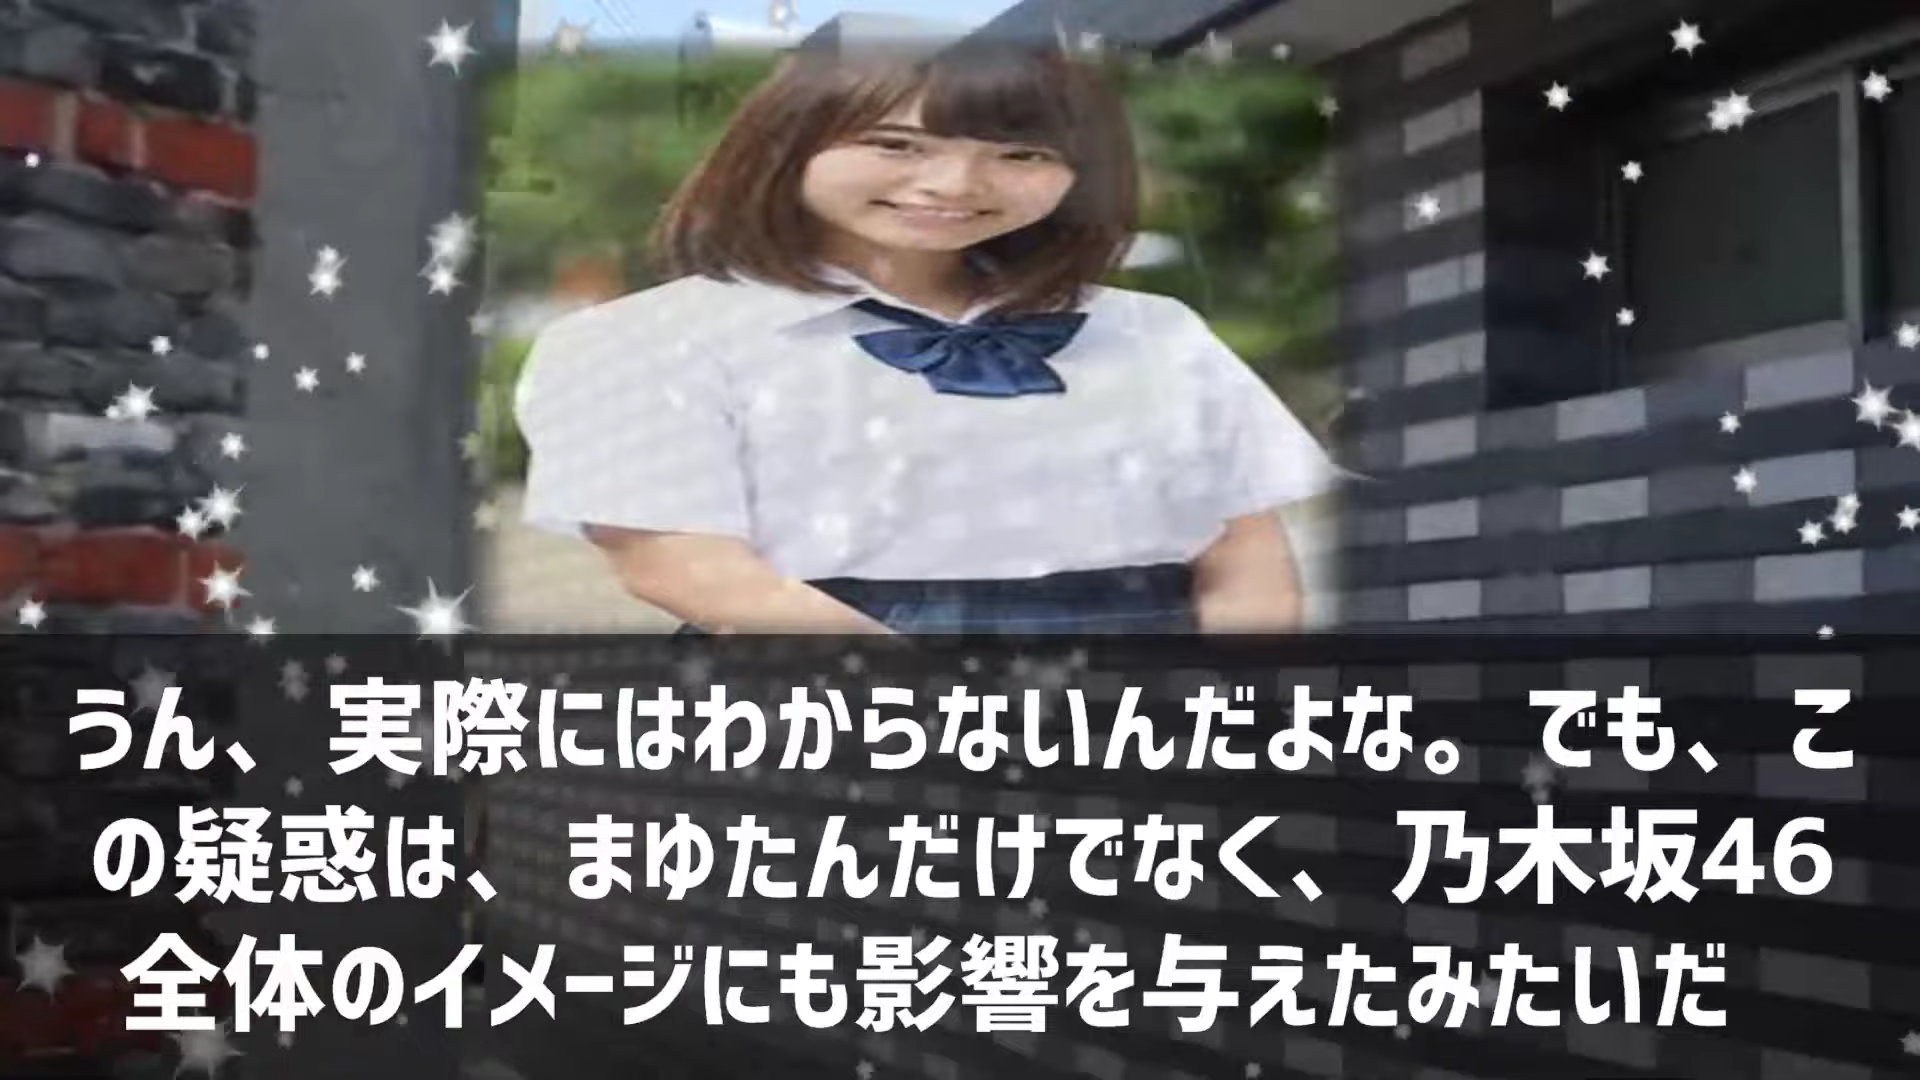 うん、実際にはわからないんだよな。でも、こ
の疑惑は、まゆたんだけでなく、乃木坂46
全体のイメージにも影響を与えたみたいだ